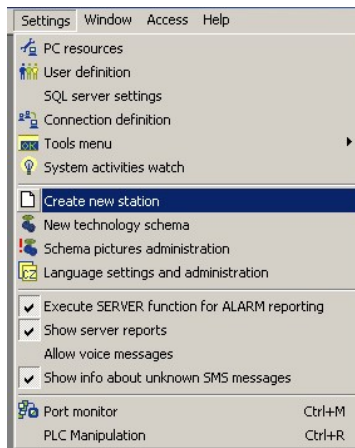 Settings Window Access Help
PC resources
User definition
SQL server settings
Connection definition
OK Tools menu
System activities watch
Create new station
New technology schema
Schema pictures administration
CZ Language settings and administration
Execute SERVER function for ALARM reporting
Show server reports
Allow voice messages
Show info about unknown SMS messages
Port monitor Ctrl+M
PLC Manipulation Ctrl+R